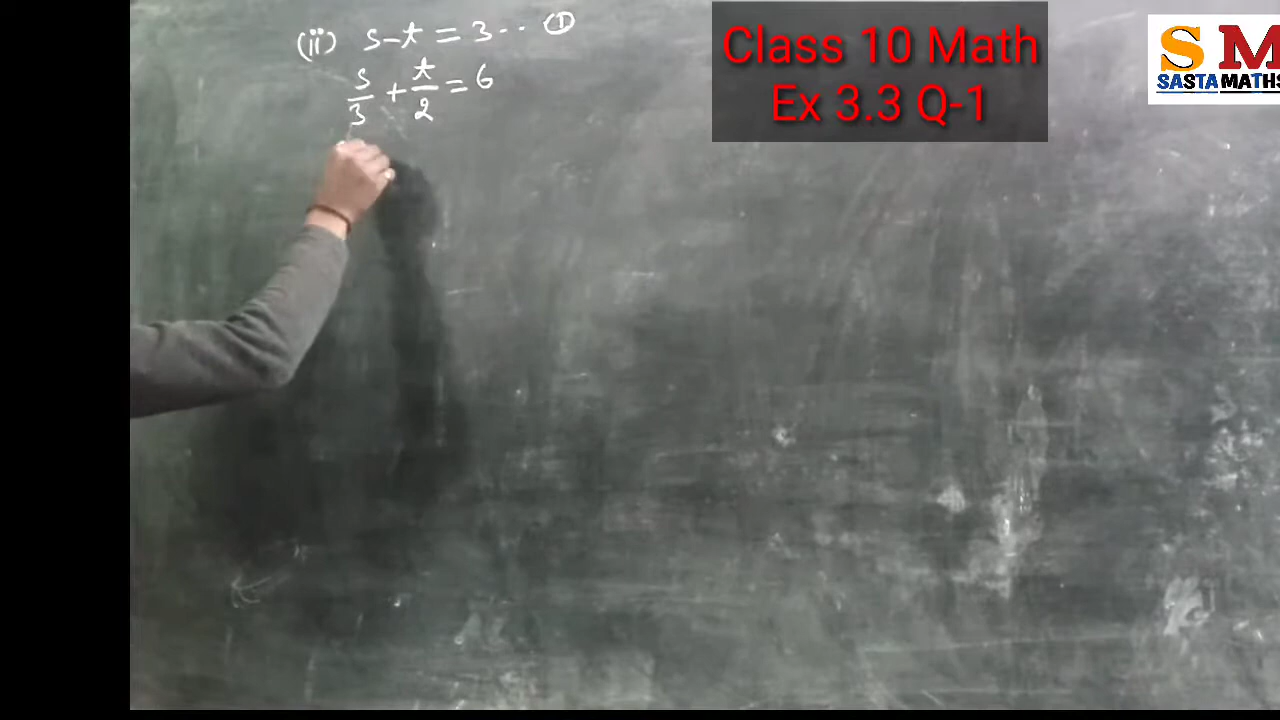 (ii) s-t = 3 -- ①
s/3 + t/2 = 6
Class 10 Math
Ex 3.3 Q-1
SM
SASTAMATHS